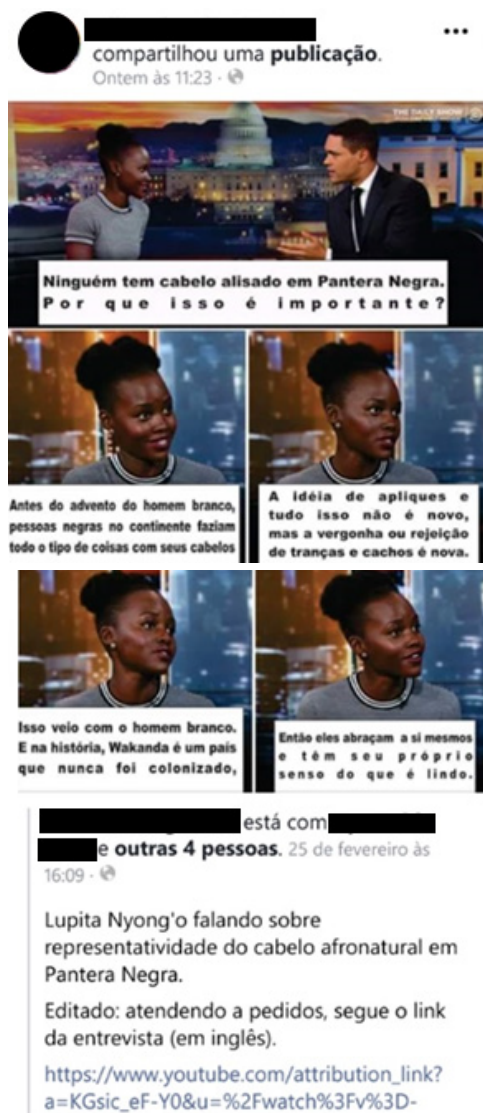 compartilhou uma publicação.
Ontem às 11:23 ·
THE DAILY SHOW
Ninguém tem cabelo alisado em Pantera Negra.
Por que isso é importante?
Antes do advento do homem branco,
pessoas negras no continente faziam
todo o tipo de coisas com seus cabelos
A idéia de apliques e
tudo isso não é novo,
mas a vergonha ou rejeição
de tranças e cachos é nova.
Isso veio com o homem branco.
E na história, Wakanda é um país
que nunca foi colonizado,
Então eles abraçam a si mesmos
e têm seu próprio
senso do que é lindo.
está com
e outras 4 pessoas. 25 de fevereiro às
16:09 ·
Lupita Nyong'o falando sobre
representatividade do cabelo afronatural em
Pantera Negra.
Editado: atendendo a pedidos, segue o link
da entrevista (em inglês).
https://www.youtube.com/attribution_link?
a=KGsic_eF-Y0&u=%2Fwatch%3Fv%3D-